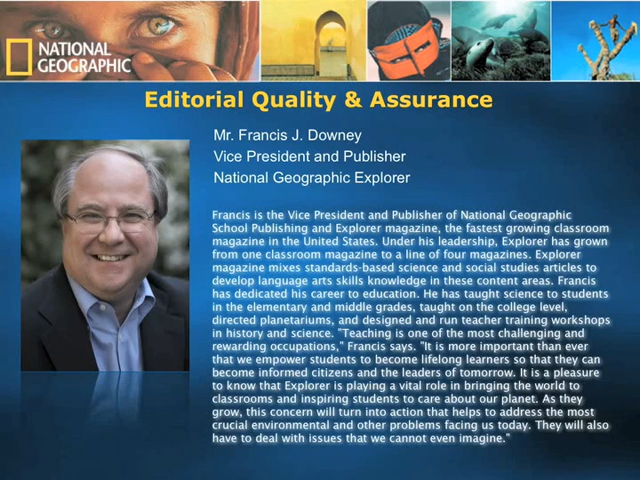 NATIONAL
GEOGRAPHIC
Editorial Quality & Assurance
Mr. Francis J. Downey
Vice President and Publisher
National Geographic Explorer
Francis is the Vice President and Publisher of National Geographic
School Publishing and Explorer magazine, the fastest growing classroom
magazine in the United States. Under his leadership, Explorer has grown
from one classroom magazine to a line of four magazines. Explorer
magazine mixes standards-based science and social studies articles to
develop language arts skills knowledge in these content areas. Francis
has dedicated his career to education. He has taught science to students
in the elementary and middle grades, taught on the college level,
directed planetariums, and designed and run teacher training workshops
in history and science. "Teaching is one of the most challenging and
rewarding occupations," Francis says. "It is more important than ever
that we empower students to become lifelong learners so that they can
become informed citizens and the leaders of tomorrow. It is a pleasure
to know that Explorer is playing a vital role in bringing the world to
classrooms and inspiring students to care about our planet. As they
grow, this concern will turn into action that helps to address the most
crucial environmental and other problems facing us today. They will also
have to deal with issues that we cannot even imagine."